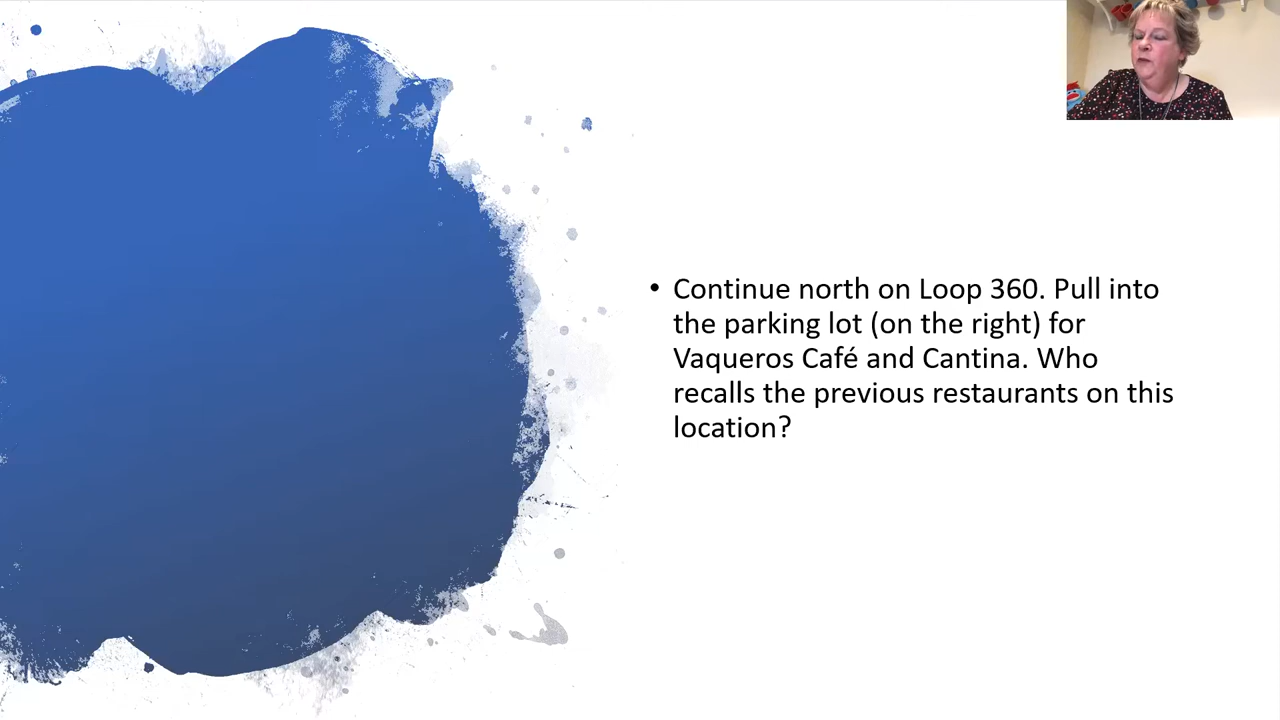 • Continue north on Loop 360. Pull into
the parking lot (on the right) for
Vaqueros Café and Cantina. Who
recalls the previous restaurants on this
location?